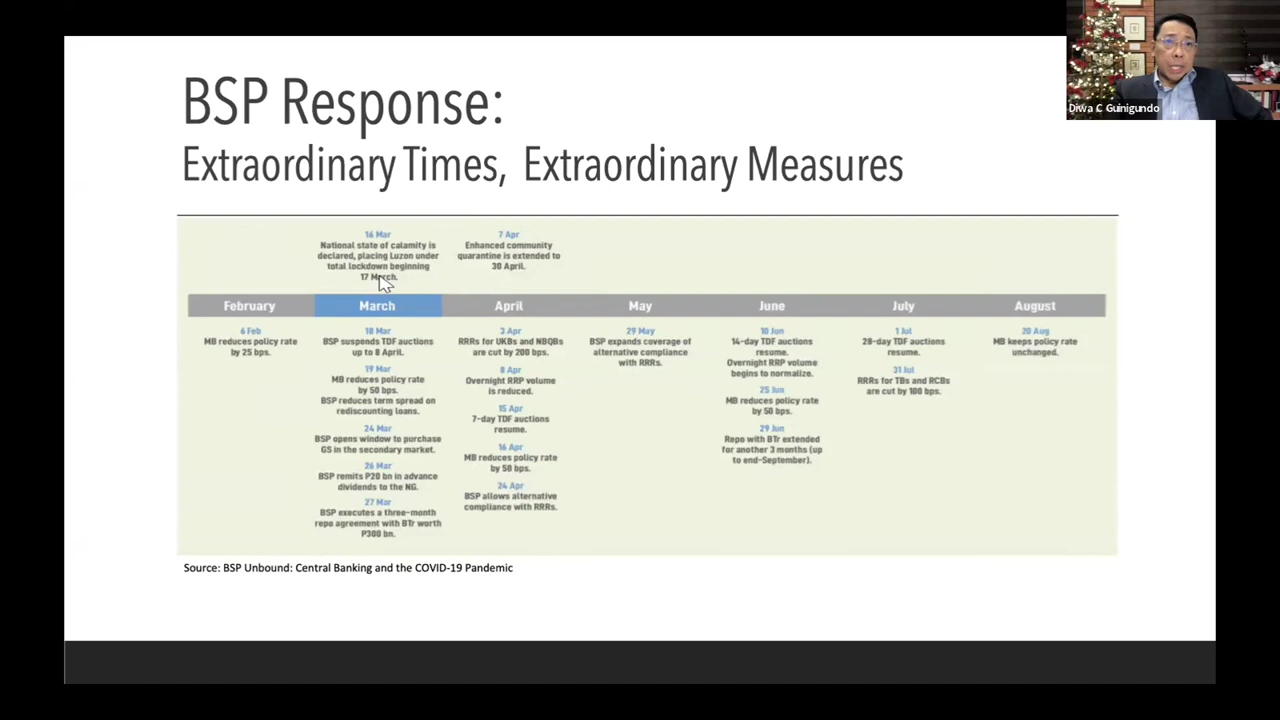 Diwa C Guinigundo
BSP Response:
Extraordinary Times, Extraordinary Measures
16 Mar
National state of calamity is
declared, placing Luzon under
total lockdown beginning
17 March.
7 Apr
Enhanced community
quarantine is extended to
30 April.
February
March
April
May
June
July
August
6 Feb
MB reduces policy rate
by 25 bps.
18 Mar
BSP suspends TDF auctions
up to 8 April.
19 Mar
MB reduces policy rate
by 50 bps.
BSP reduces term spread on
rediscounting loans.
24 Mar
BSP opens window to purchase
GS in the secondary market.
26 Mar
BSP remits P20 bn in advance
dividends to the NG.
27 Mar
BSP executes a three-month
repo agreement with BTr worth
P300 bn.
3 Apr
RRRs for UKBs and NBQBs
are cut by 200 bps.
8 Apr
Overnight RRP volume
is reduced.
15 Apr
7-day TDF auctions
resume.
16 Apr
MB reduces policy rate
by 50 bps.
24 Apr
BSP allows alternative
compliance with RRRs.
29 May
BSP expands coverage of
alternative compliance
with RRRs.
10 Jun
14-day TDF auctions
resume.
Overnight RRP volume
begins to normalize.
25 Jun
MB reduces policy rate
by 50 bps.
29 Jun
Repo with BTr extended
for another 3 months (up
to end-September).
1 Jul
28-day TDF auctions
resume.
31 Jul
RRRs for TBs and RCBs
are cut by 100 bps.
20 Aug
MB keeps policy rate
unchanged.
Source: BSP Unbound: Central Banking and the COVID-19 Pandemic